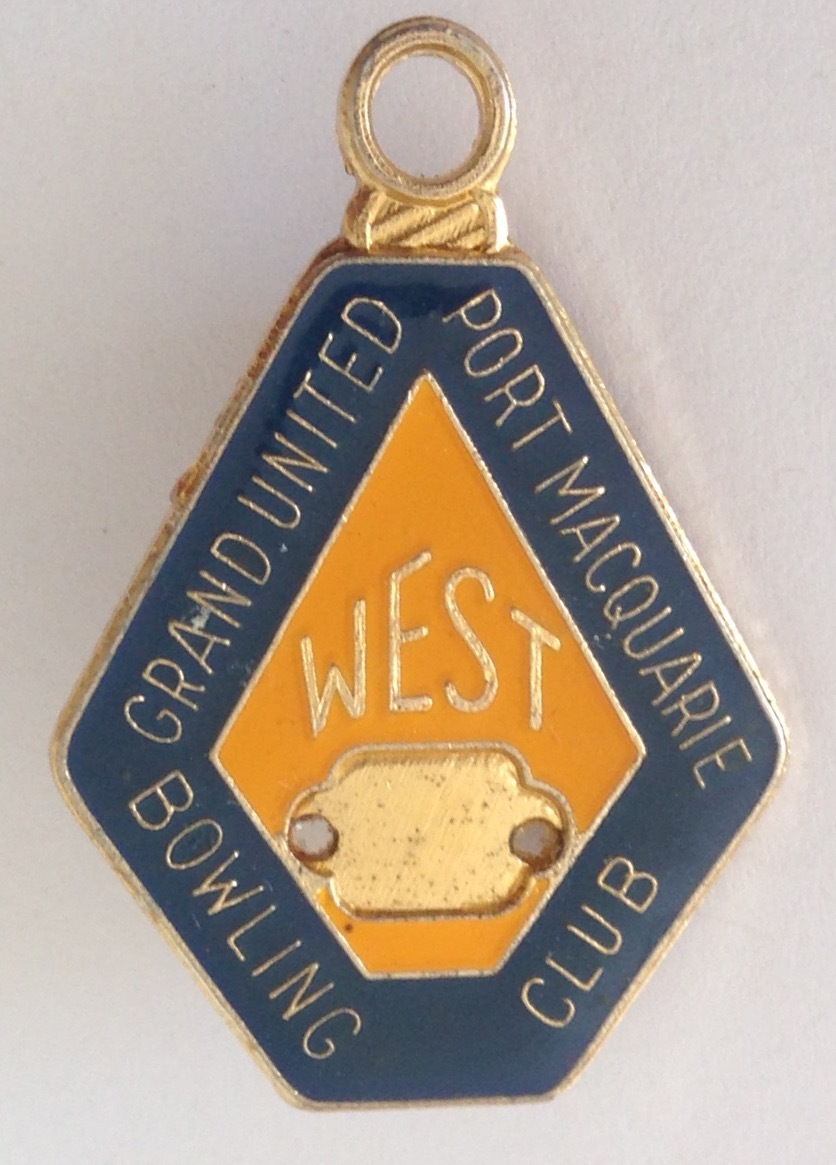 GRAND UNITED
PORT MACQUARIE
WEST
BOWLING
CLUB